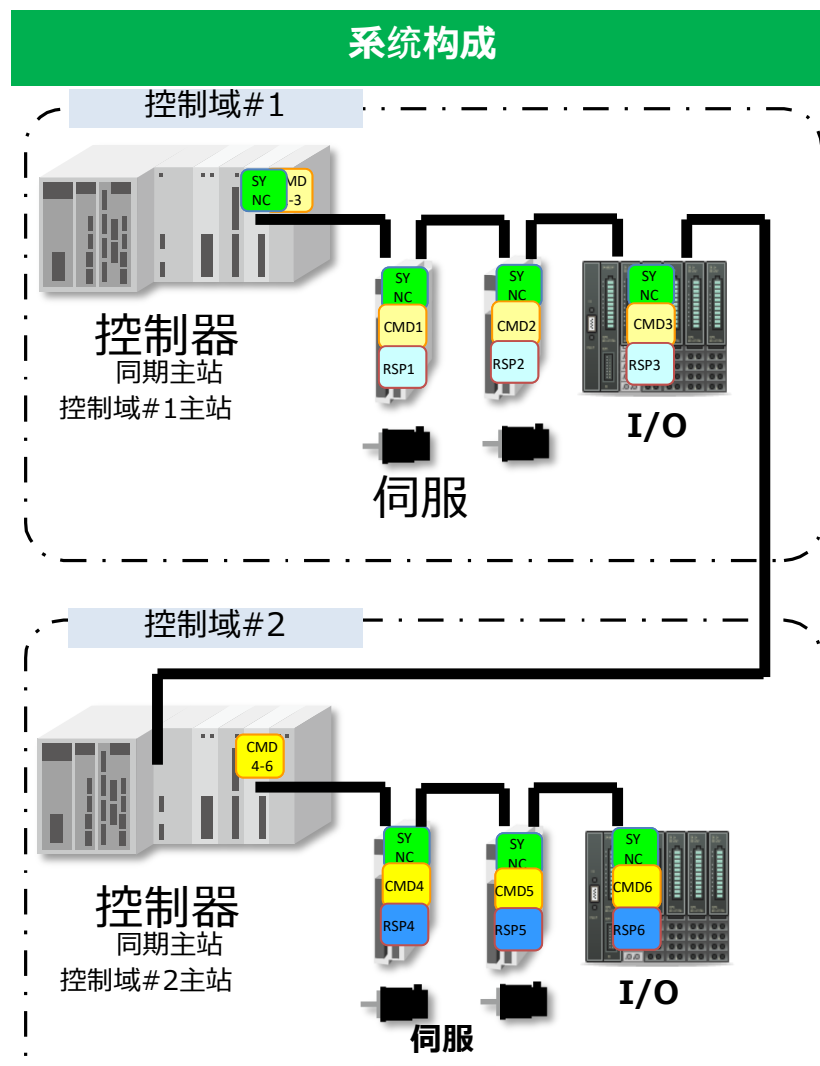 系统构成
控制域#1
SY
NC
MD
-3
SY
NC
CMD1
RSP1
SY
NC
CMD2
RSP2
SY
NC
CMD3
RSP3
控制器
同期主站
控制域#1主站
I/O
伺服
控制域#2
CMD
4-6
SY
NC
CMD4
RSP4
SY
NC
CMD5
RSP5
SY
NC
CMD6
RSP6
控制器
同期主站
控制域#2主站
I/O
伺服